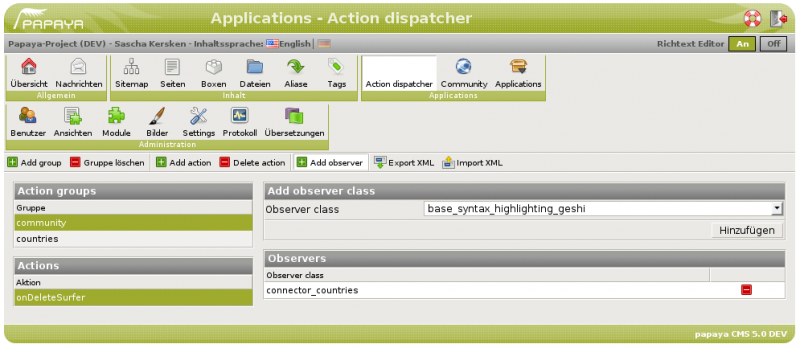 PAPAYA
Applications - Action dispatcher
Papaya-Project (DEV) - Sascha Kersken - Inhaltssprache: English |
Richtext Editor An Off
Übersicht Nachrichten Sitemap Seiten Boxen Dateien Aliase Tags Action dispatcher Community Applications
Allgemein Inhalt Applications
Benutzer Ansichten Module Bilder Settings Protokoll Übersetzungen
Administration
Add group Gruppe löschen Add action Delete action Add observer Export XML Import XML
Action groups
Gruppe
community
countries
Actions
Aktion
onDeleteSurfer
Add observer class
Observer class base_syntax_highlighting_geshi
Hinzufügen
Observers
Observer class
connector_countries
papaya CMS 5.0 DEV